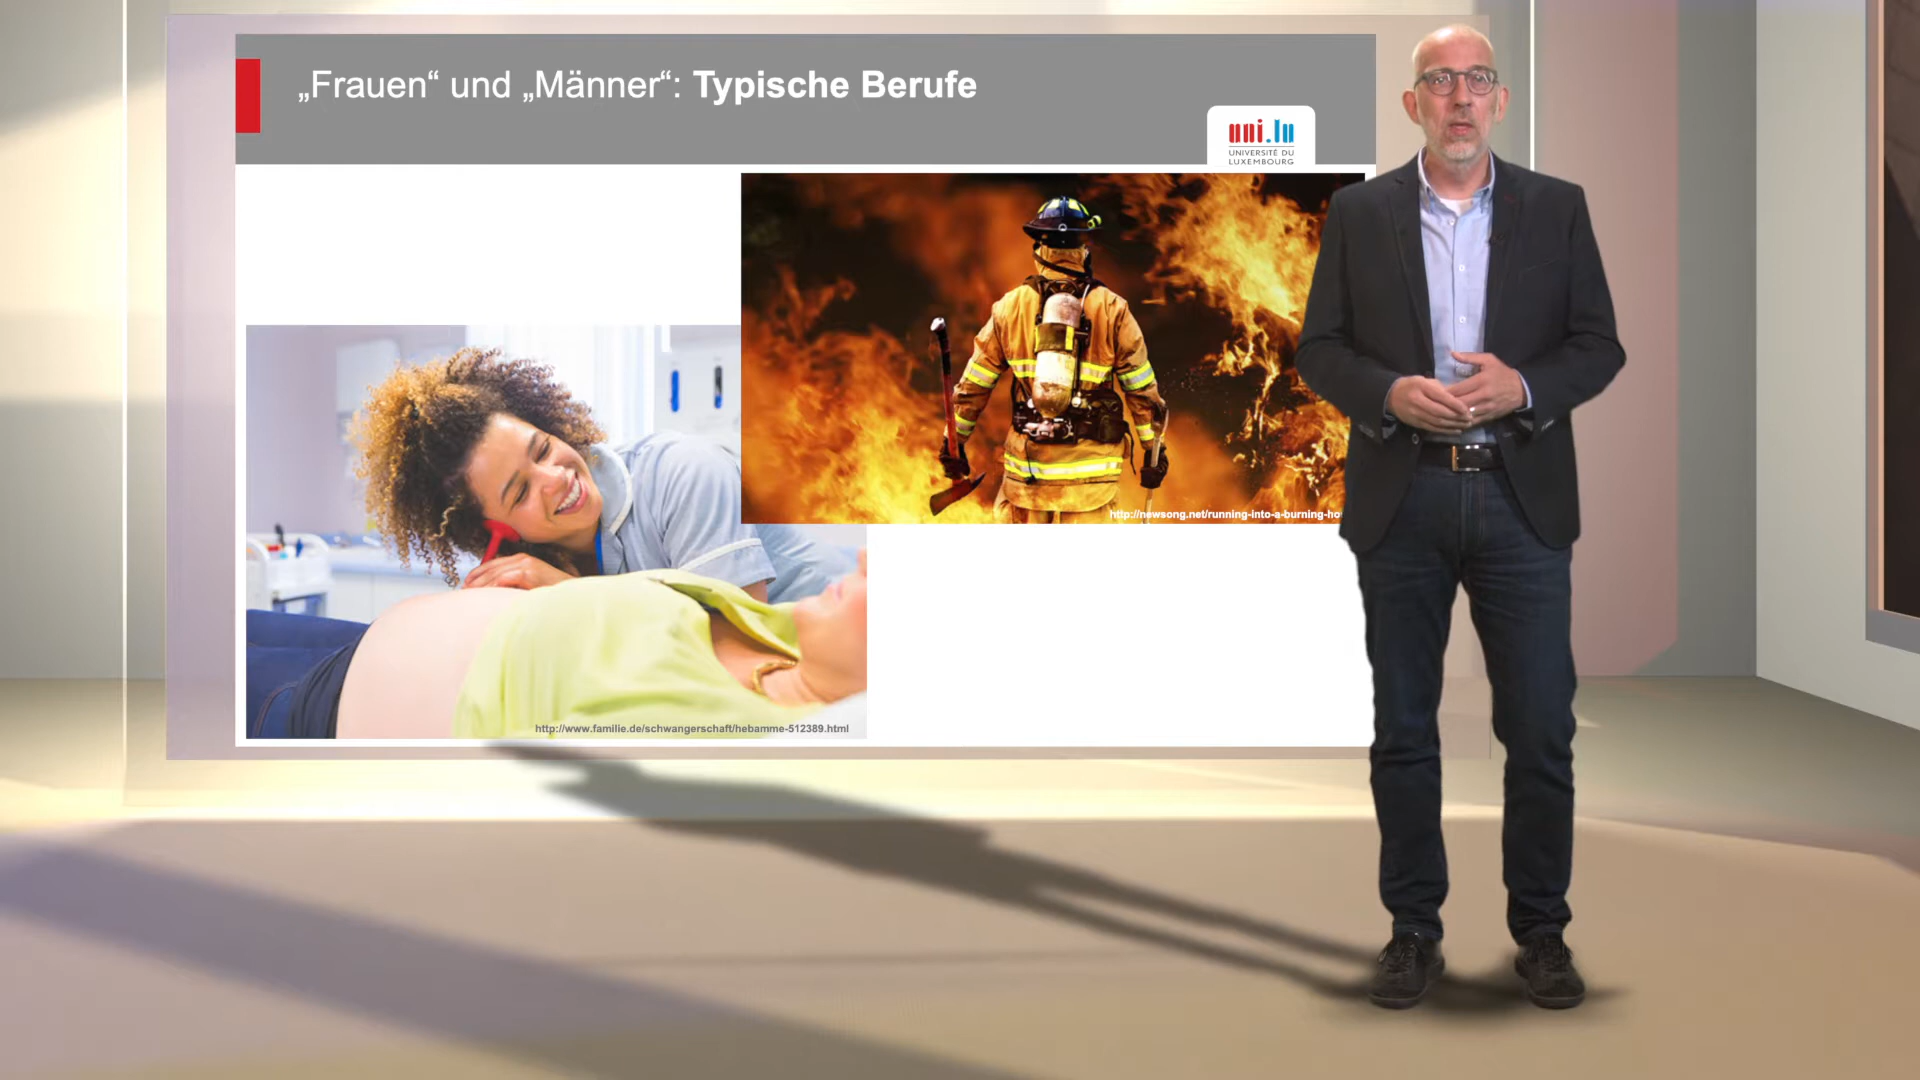 „Frauen“ und „Männer“: Typische Berufe
uni.lu
UNIVERSITÉ DU
LUXEMBOURG
http://newsong.net/running-into-a-burning-ho
http://www.familie.de/schwangerschaft/hebamme-512389.html